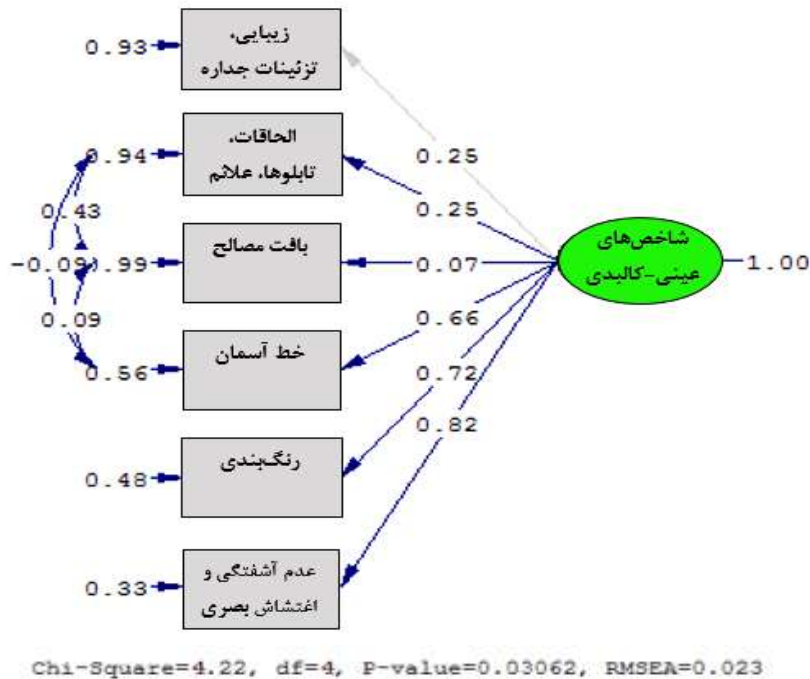 زیبایی،
تزئینات جداره
0.93
الحاقات،
تابلوها، علائم
0.94
0.25
0.25
0.43
بافت مصالح
-0.09
0.99
0.07
شاخص‌های
عینی-کالبدی
1.00
0.09
0.66
خط آسمان
0.56
0.72
0.82
رنگ‌بندی
0.48
عدم آشفتگی و
اغتشاش بصری
0.33
Chi-Square=4.22, df=4, P-value=0.03062, RMSEA=0.023